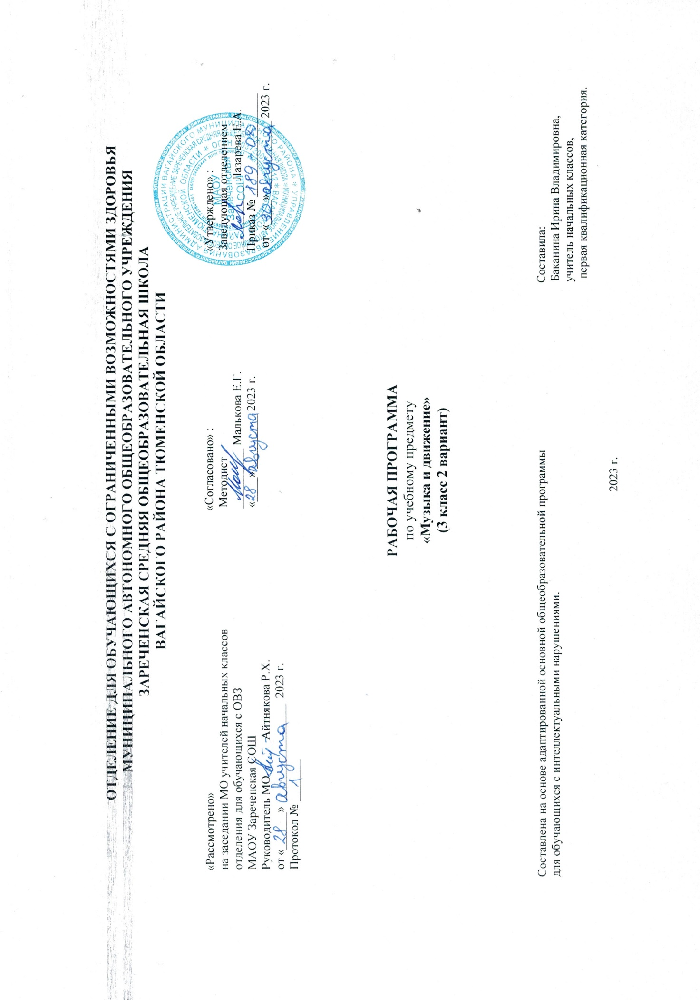 ОТДЕЛЕНИЕ ДЛЯ ОБУЧАЮЩИХСЯ С ОГРАНИЧЕННЫМИ ВОЗМОЖНОСТЯМИ ЗДОРОВЬЯ
МУНИЦИПАЛЬНОГО АВТОНОМНОГО ОБЩЕОБРАЗОВАТЕЛЬНОГО УЧРЕЖДЕНИЯ
ЗАРЕЧЕНСКАЯ СРЕДНЯЯ ОБЩЕОБРАЗОВАТЕЛЬНАЯ ШКОЛА
ВАГАЙСКОГО РАЙОНА ТЮМЕНСКОЙ ОБЛАСТИ
«Рассмотрено»
на заседании МО учителей начальных классов
отделения для обучающихся с ОВЗ
МАОУ Зареченская СОШ
Руководитель МО Айтнякова Р.Х.
от « 28 » августа 2023 г.
Протокол № 1
«Согласовано» :
Методист
Малькова Е.Г.
«28 » августа 2023 г.
«Утверждено» :
Заведующая отделением
Лазарева Е.А.
Приказ № 189 - ОД
от « 30 » августа 2023 г.
МАОУ
Зареченская
СОШ
РАБОЧАЯ ПРОГРАММА
по учебному предмету
«Музыка и движение»
(3 класс 2 вариант)
Составлена на основе адаптированной основной общеобразовательной программы
для обучающихся с интеллектуальными нарушениями.
Составила:
Баканина Ирина Владимировна,
учитель начальных классов,
первая квалификационная категория.
2023 г.